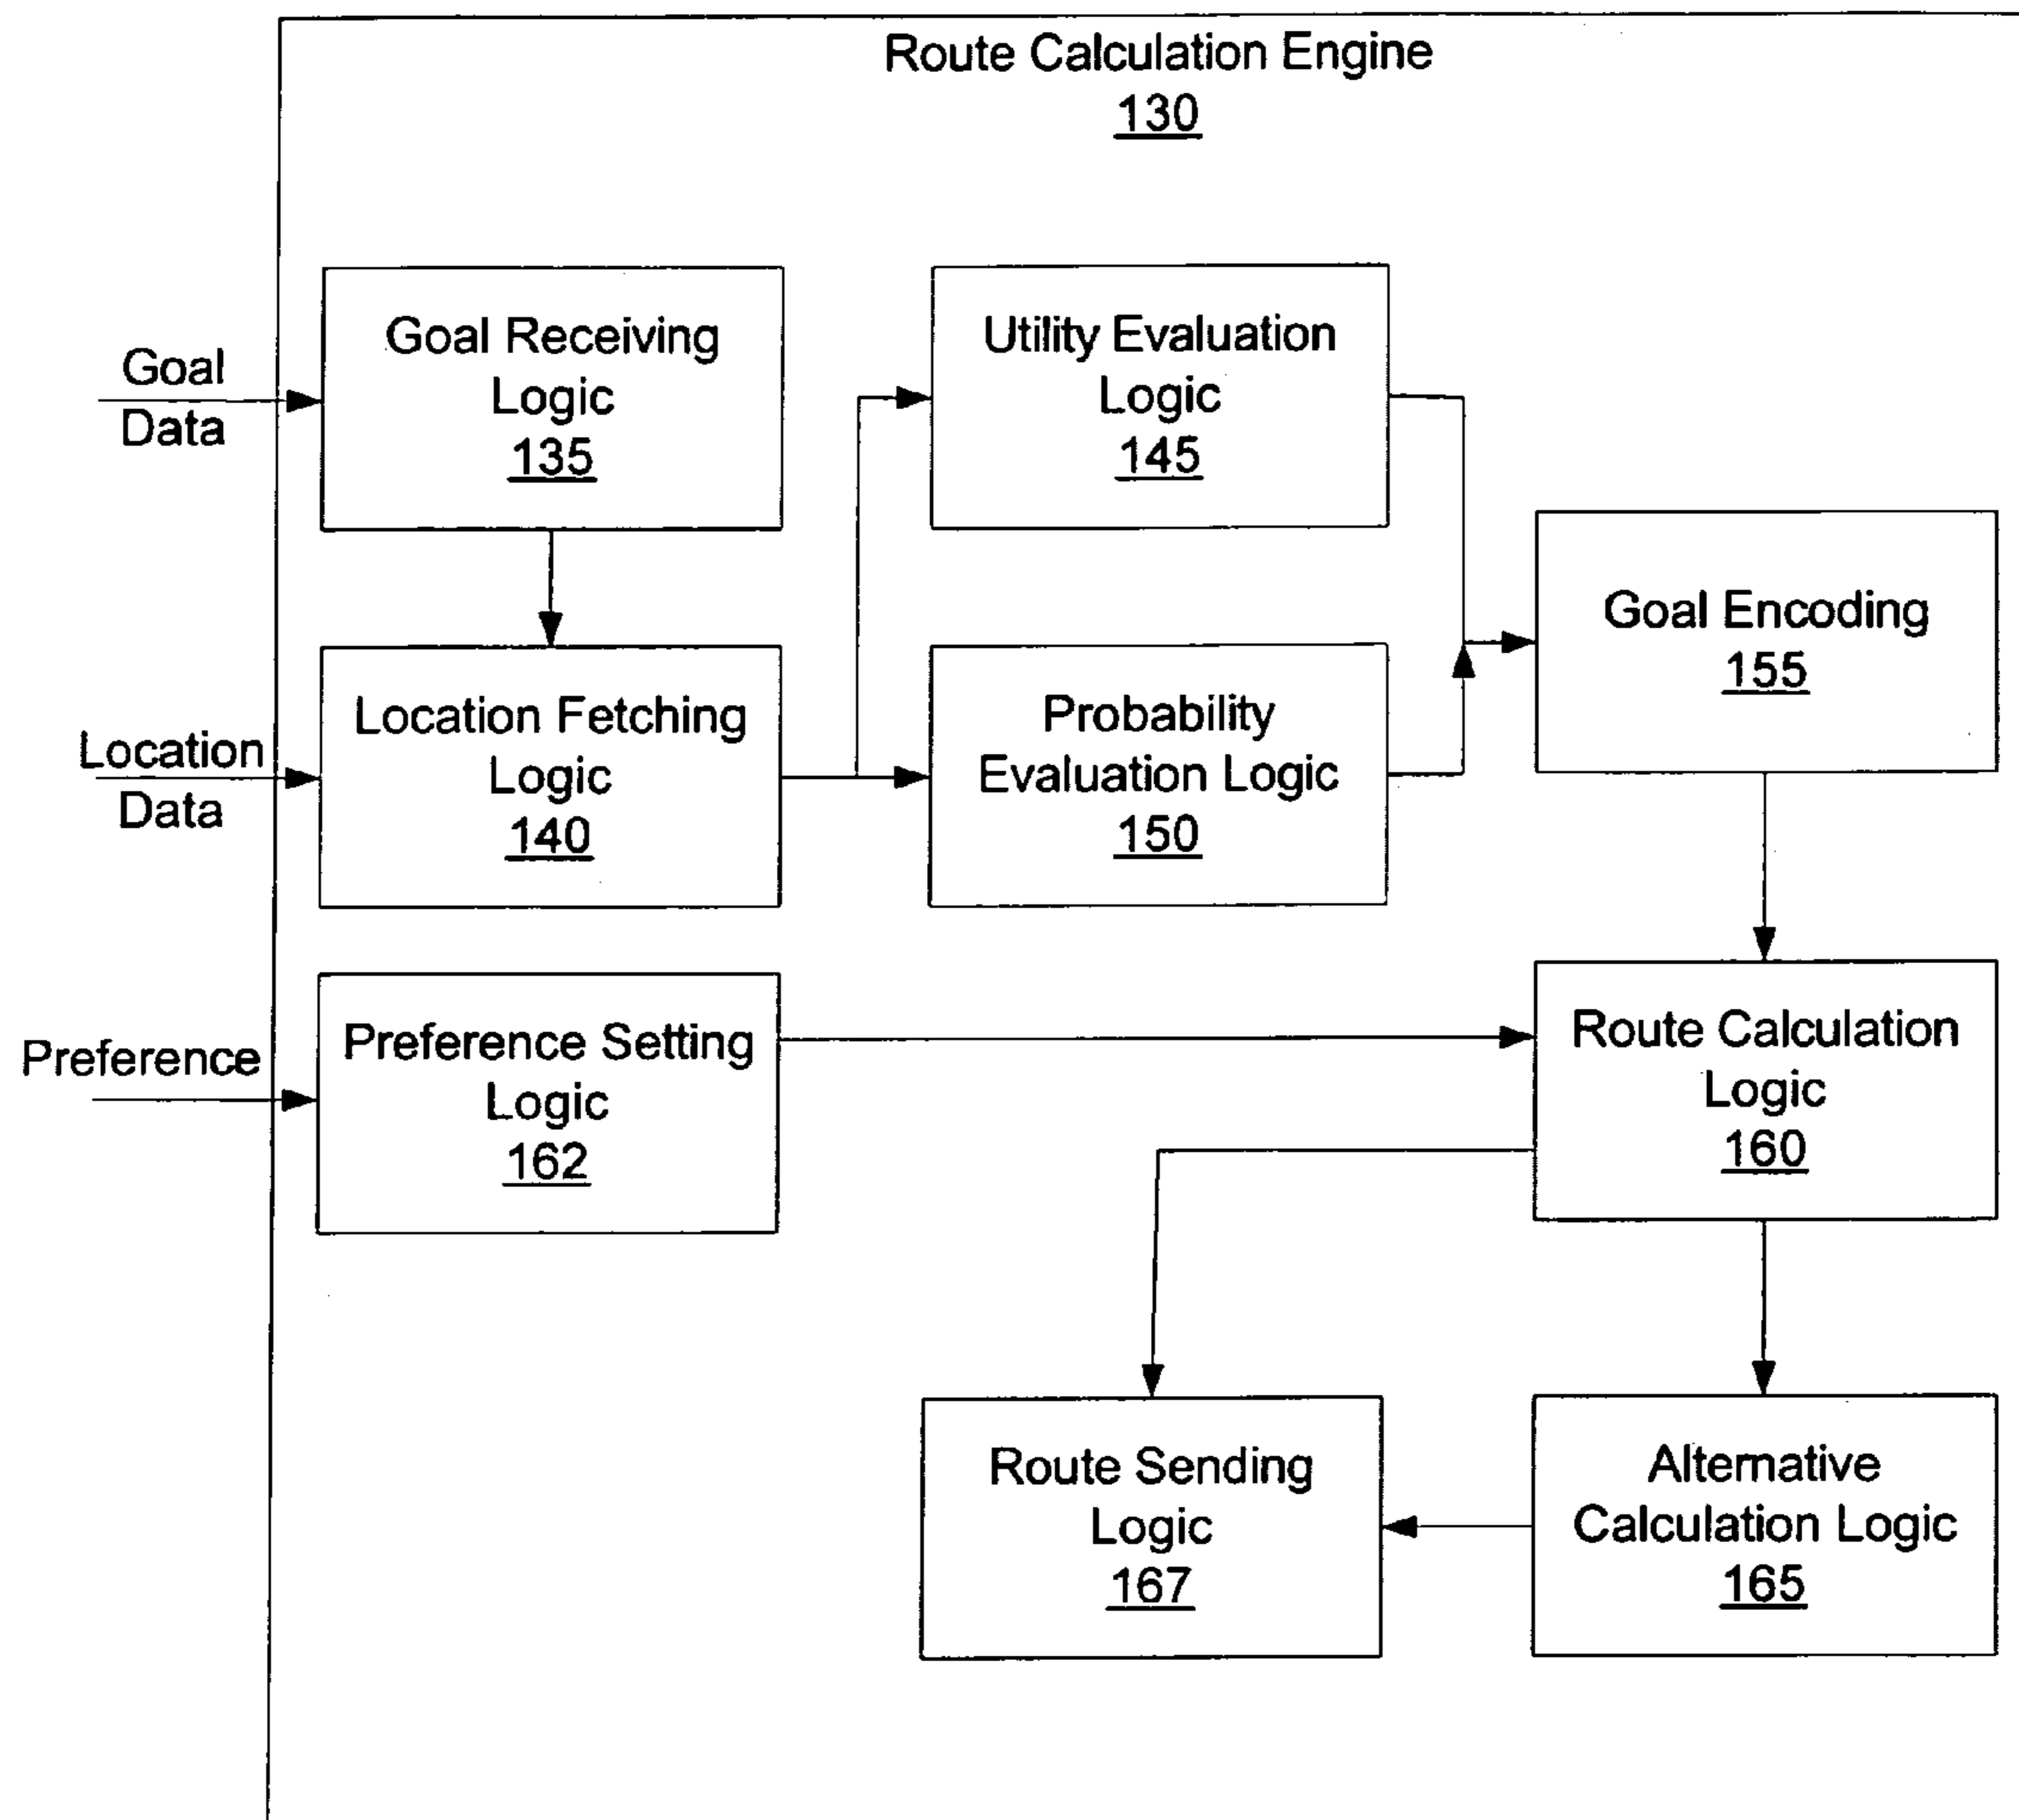 Route Calculation Engine
130
Goal
Data
Goal Receiving
Logic
135
Utility Evaluation
Logic
145
Goal Encoding
155
Location
Data
Location Fetching
Logic
140
Probability
Evaluation Logic
150
Preference
Preference Setting
Logic
162
Route Calculation
Logic
160
Route Sending
Logic
167
Alternative
Calculation Logic
165